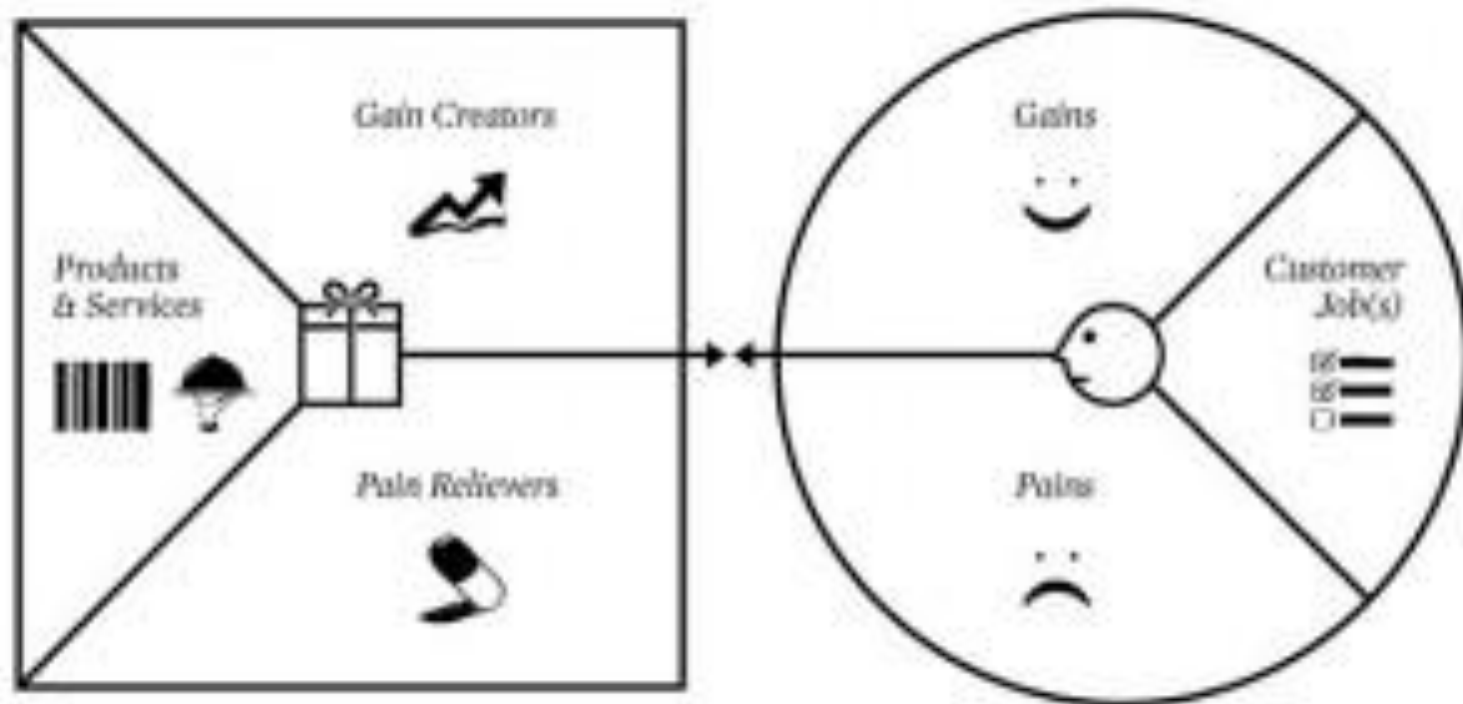 Gain Creators
Products
& Services
Pain Relievers
Gains
Customer
Job(s)
Pains